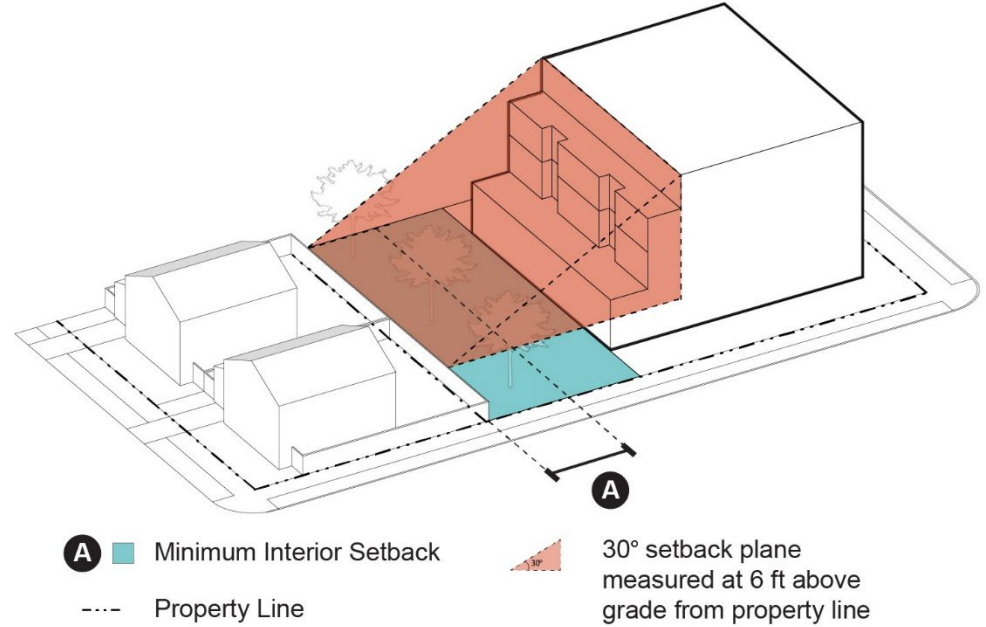 A
A Minimum Interior Setback
Property Line
30°
30° setback plane
measured at 6 ft above
grade from property line